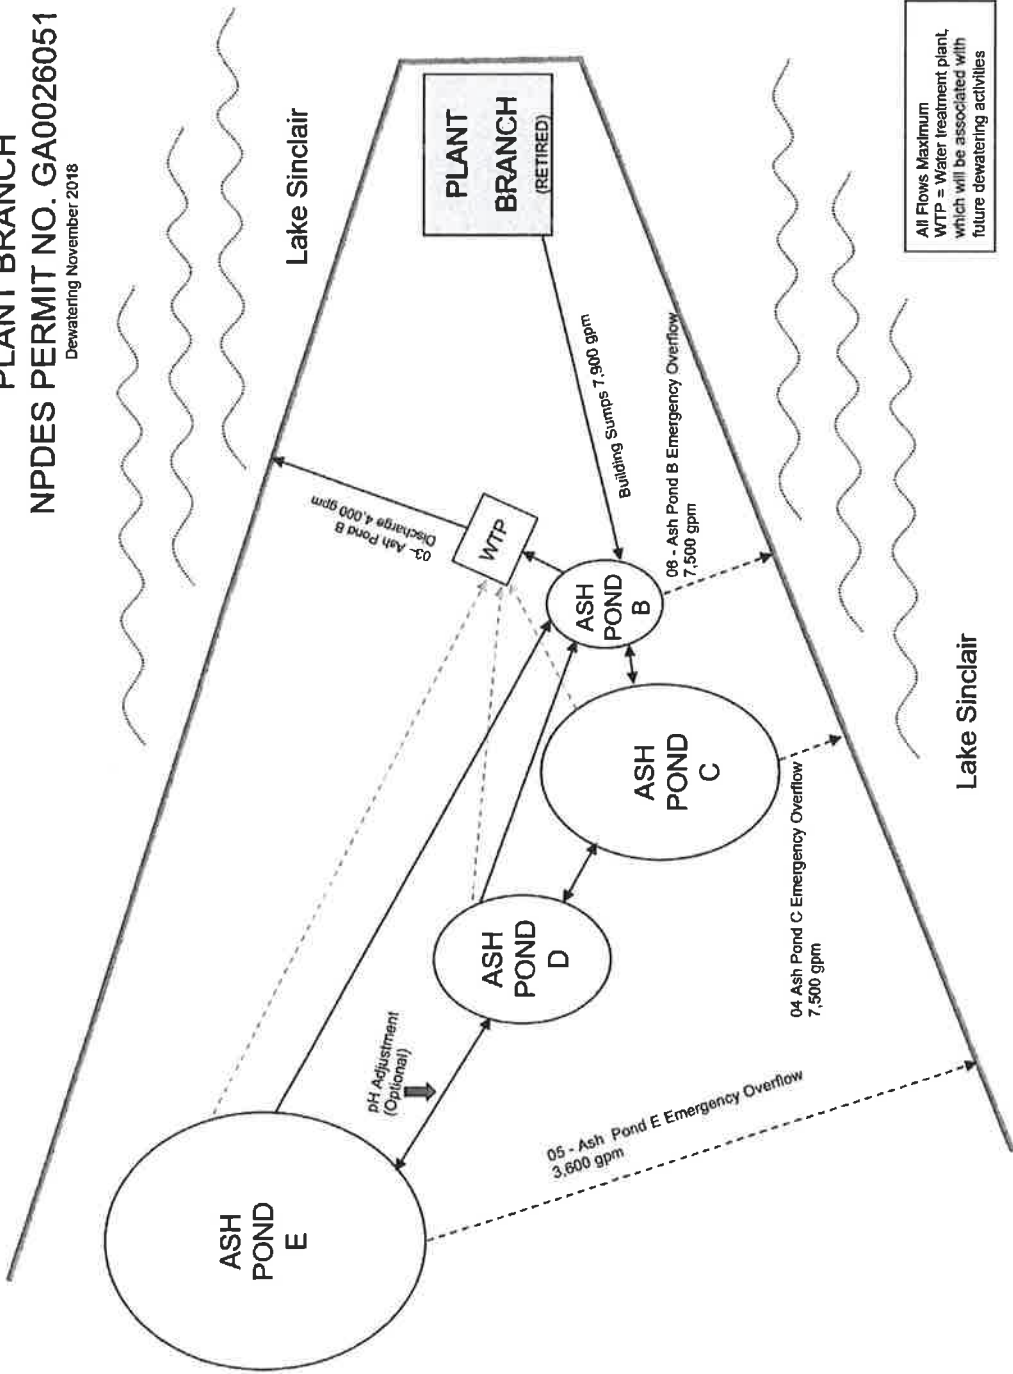 PLANT BRANCH
NPDES PERMIT NO. GA0026051
Dewatering November 2018
Lake Sinclair
PLANT
BRANCH
(RETIRED)
03- Ash Pond B
Discharge 4,000 gpm
WTP
Building Sumps 7,900 gpm
ASH
POND
B
06 - Ash Pond B Emergency Overflow
7,500 gpm
ASH
POND
C
04 Ash Pond C Emergency Overflow
7,500 gpm
ASH
POND
D
pH Adjustment
(Optional)
ASH
POND
E
05 - Ash Pond E Emergency Overflow
3,600 gpm
Lake Sinclair
All Flows Maximum
WTP = Water treatment plant,
which will be associated with
future dewatering activities